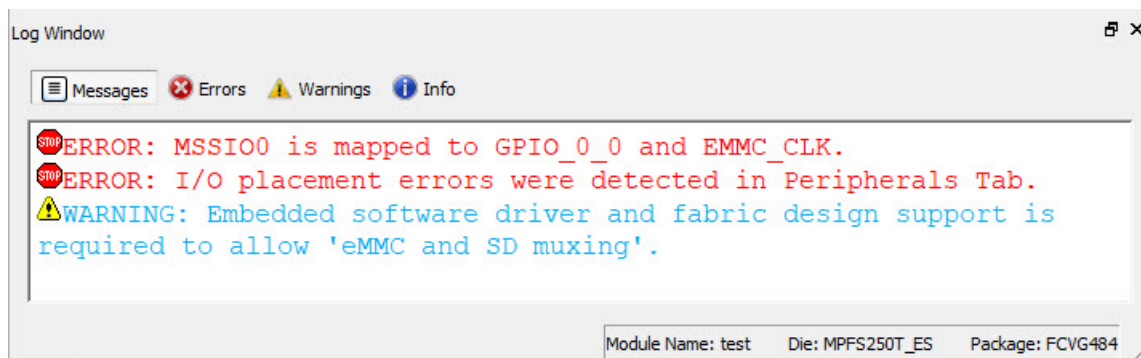 Log Window
Messages Errors Warnings Info
ERROR: MSSIO0 is mapped to GPIO_0_0 and EMMC_CLK.
ERROR: I/O placement errors were detected in Peripherals Tab.
WARNING: Embedded software driver and fabric design support is
required to allow 'eMMC and SD muxing'.
Module Name: test Die: MPFS250T_ES Package: FCVG484